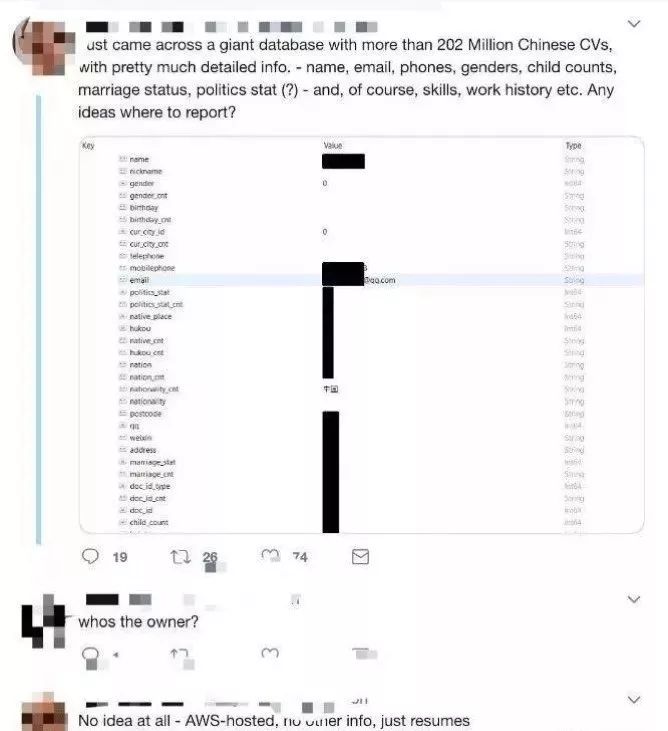 ust came across a giant database with more than 202 Million Chinese CVs,
with pretty much detailed info. - name, email, phones, genders, child counts,
marriage status, politics stat (?) - and, of course, skills, work history etc. Any
ideas where to report?
Key Value Type
name String
nickname String
gender 0 Int64
gender_cnt String
birthday String
birthday_cnt String
cur_city_id 0 Int64
cur_city_cnt String
telephone String
mobilephone String
email @qq.com String
politics_stat Int64
politics_stat_cnt String
native_place Int64
hukou Int64
native_cnt String
hukou_cnt String
nation String
nation_cnt String
nationality_cnt 中国 String
nationality String
postcode String
qq Int64
weixin String
address String
marriage_stat Int64
marriage_cnt String
doc_id_type Int64
doc_id_cnt String
doc_id Int64
child_count Int64
19 26 74
whos the owner?
No idea at all - AWS-hosted, no other info, just resumes